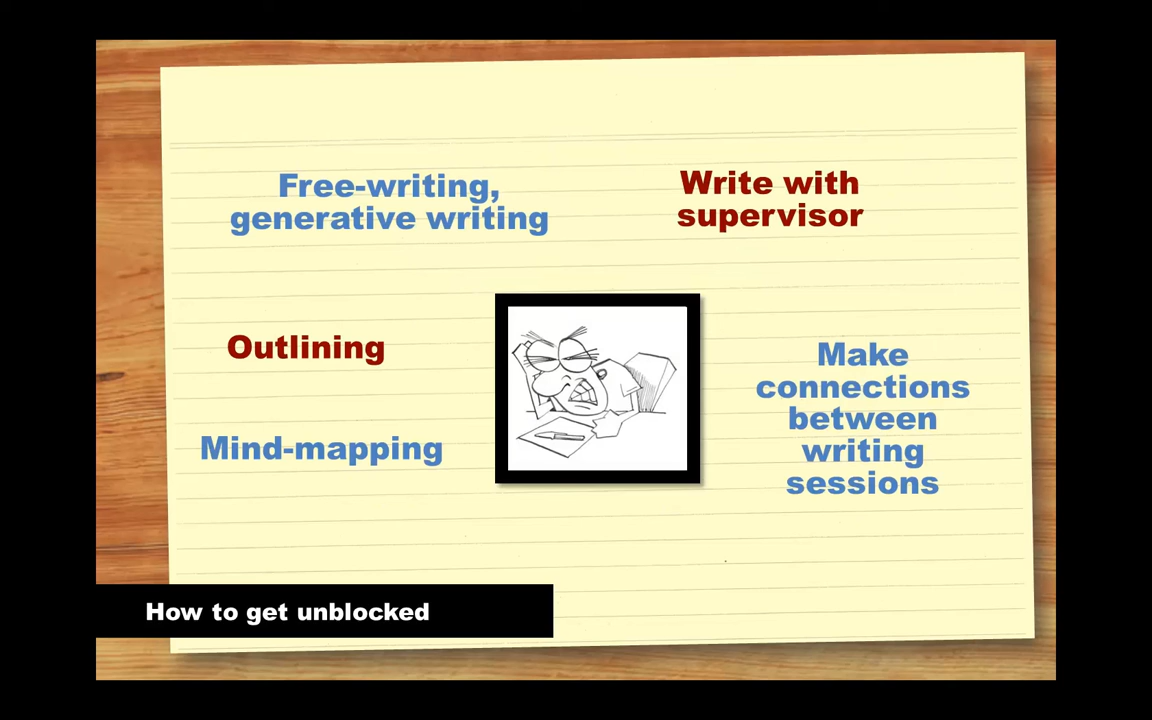 Free-writing,
generative writing
Write with
supervisor
Outlining
Mind-mapping
Make
connections
between
writing
sessions
How to get unblocked